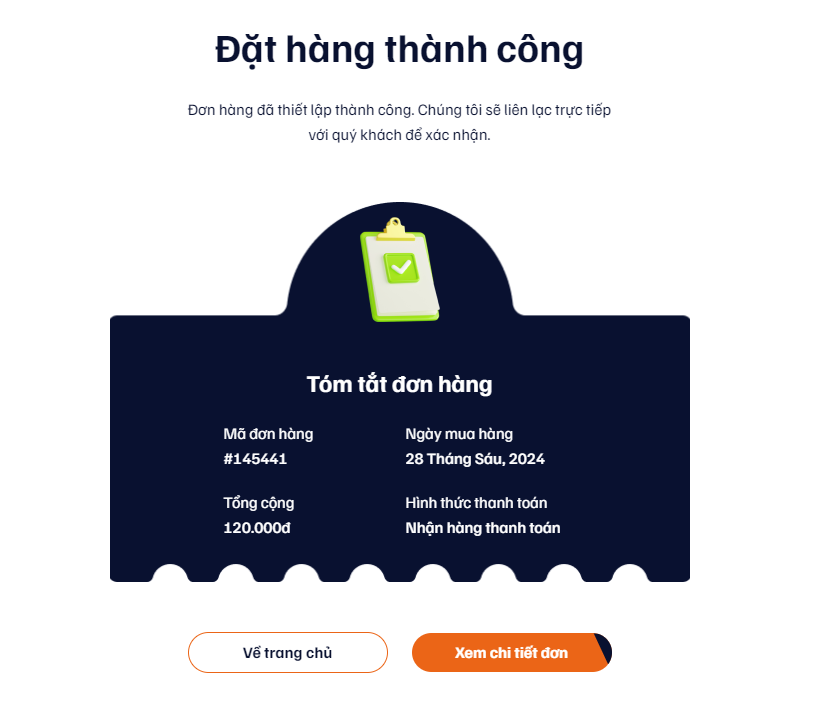 Đặt hàng thành công
Đơn hàng đã thiết lập thành công. Chúng tôi sẽ liên lạc trực tiếp
với quý khách để xác nhận.
Tóm tắt đơn hàng
Mã đơn hàng
#145441
Ngày mua hàng
28 Tháng Sáu, 2024
Tổng cộng
120.000đ
Hình thức thanh toán
Nhận hàng thanh toán
Về trang chủ
Xem chi tiết đơn